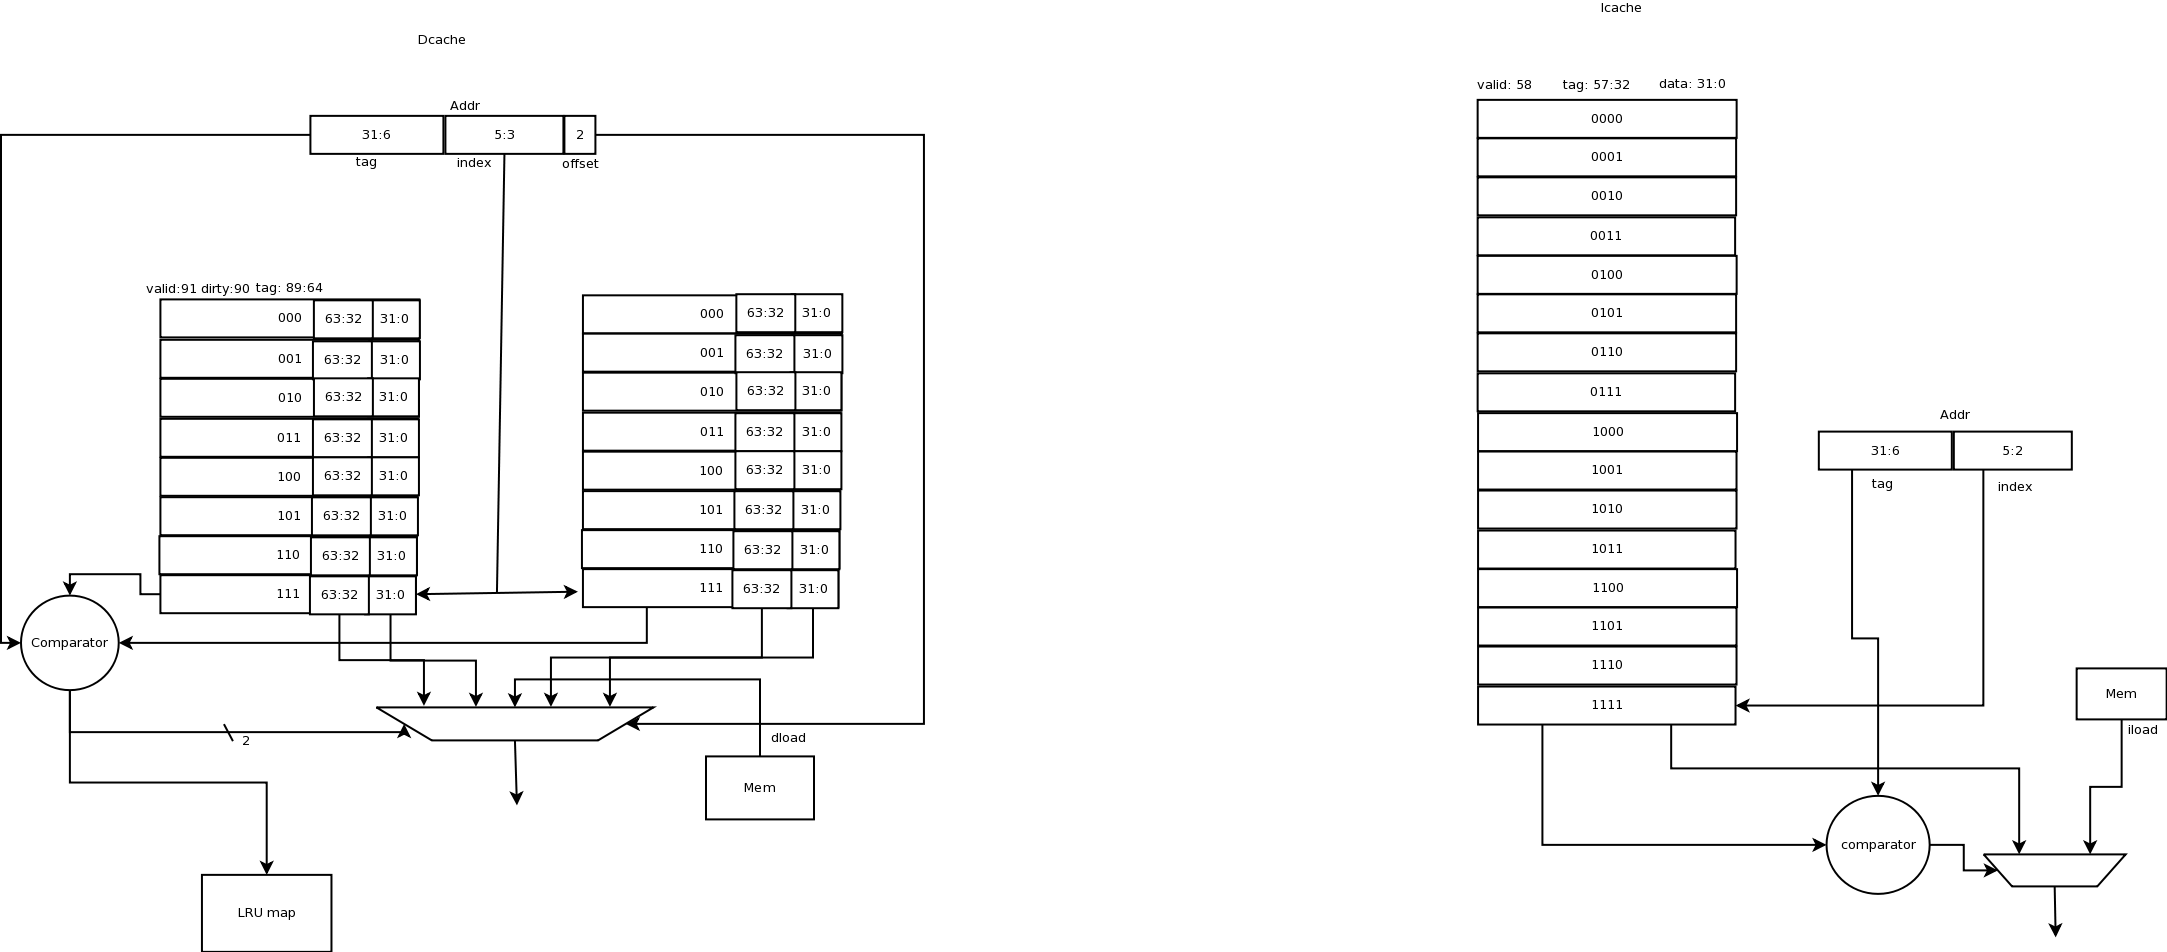 Dcache
Addr
31:6 5:3 2
tag index offset
valid:91 dirty:90 tag: 89:64
000 63:32 31:0
001 63:32 31:0
010 63:32 31:0
011 63:32 31:0
100 63:32 31:0
101 63:32 31:0
110 63:32 31:0
111 63:32 31:0
000 63:32 31:0
001 63:32 31:0
010 63:32 31:0
011 63:32 31:0
100 63:32 31:0
101 63:32 31:0
110 63:32 31:0
111 63:32 31:0
Comparator
2
dload
Mem
LRU map
Icache
valid: 58 tag: 57:32 data: 31:0
0000
0001
0010
0011
0100
0101
0110
0111
1000
1001
1010
1011
1100
1101
1110
1111
Addr
31:6 5:2
tag index
Mem
iload
comparator